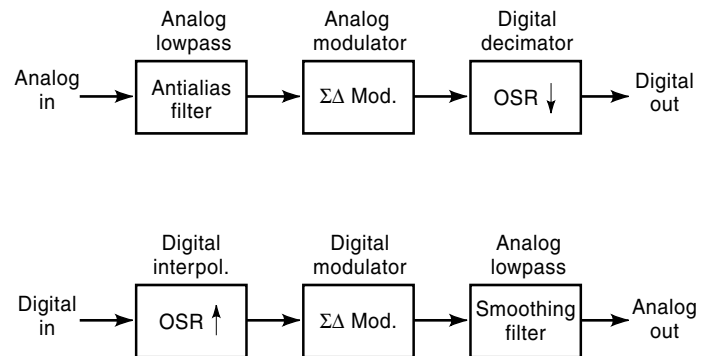 Analog lowpass
Analog modulator
Digital decimator
Analog in
Antialias filter
ΣΔ Mod.
OSR ↓
Digital out
Digital interpol.
Digital modulator
Analog lowpass
Digital in
OSR ↑
ΣΔ Mod.
Smoothing filter
Analog out